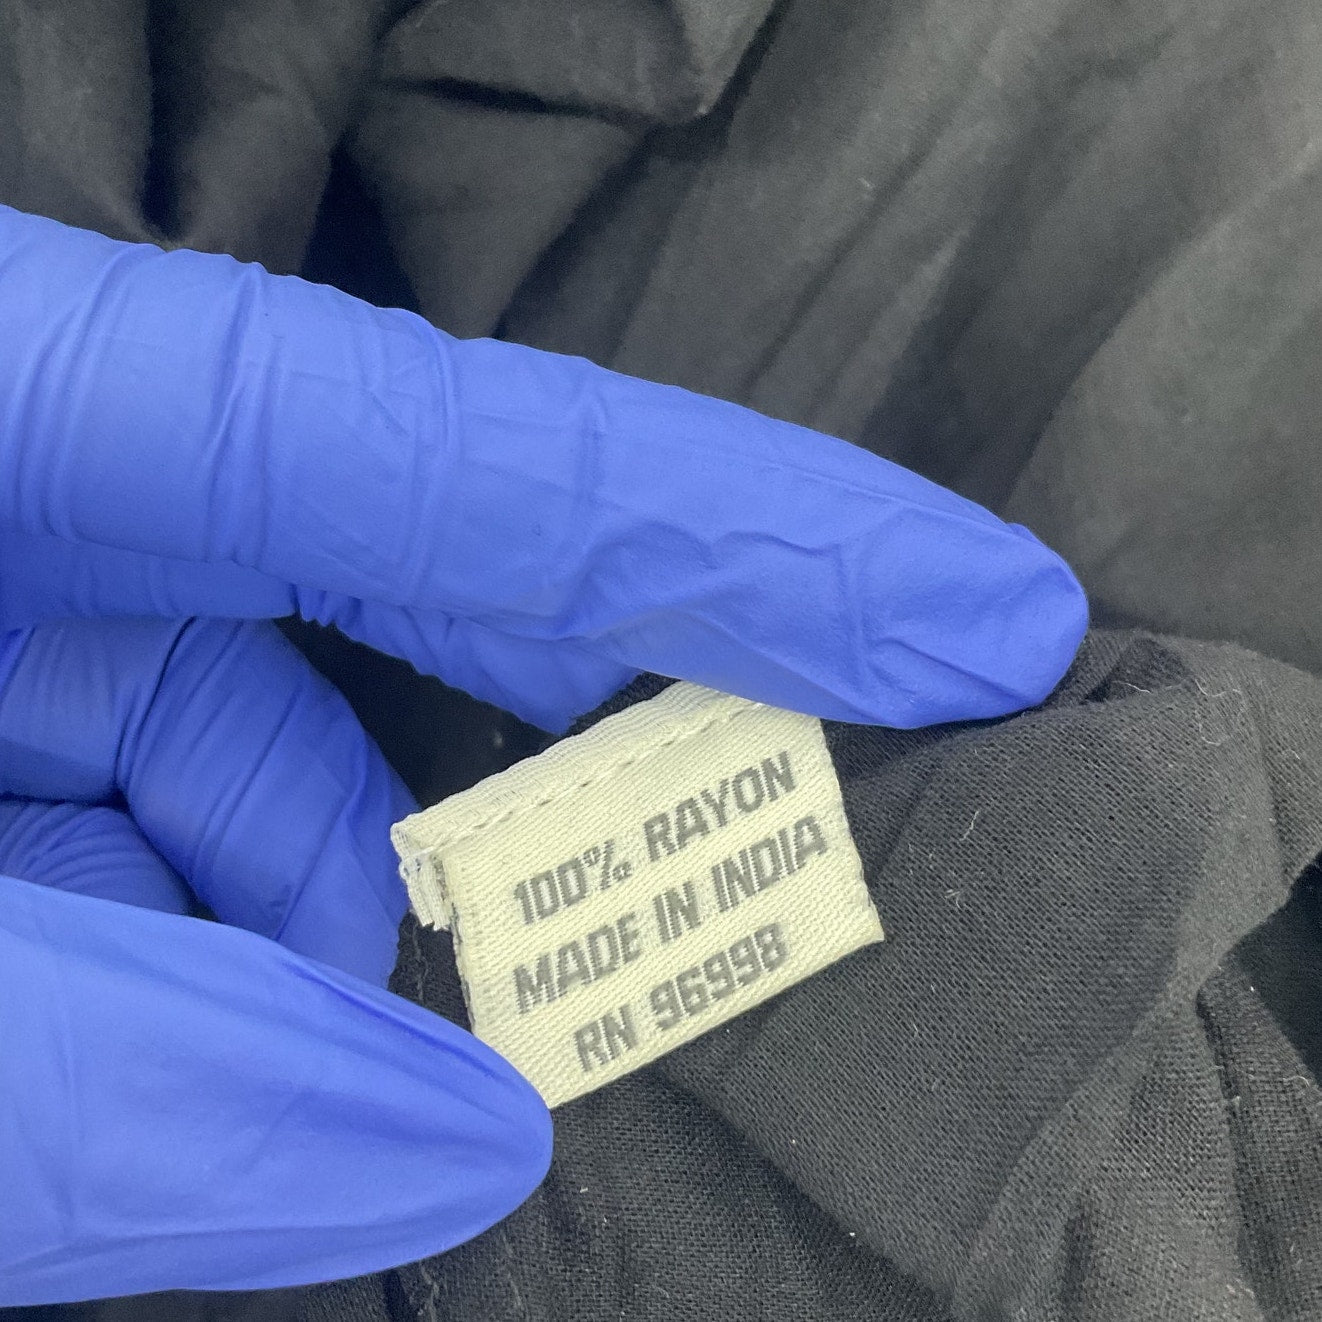 100% RAYON
MADE IN INDIA
RN 96998